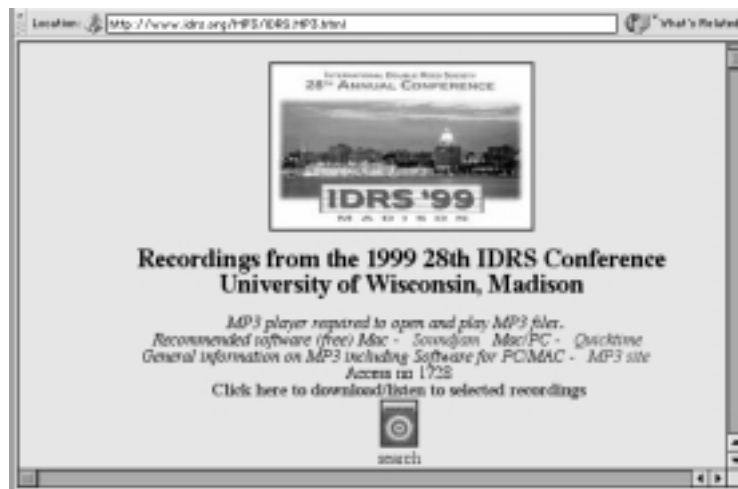 Location: http://www.idrs.org/MP3/IDRS.MP3.html What's Related
INTERNATIONAL DOUBLE REED SOCIETY
28TH ANNUAL CONFERENCE
IDRS '99
MADISON
Recordings from the 1999 28th IDRS Conference
University of Wisconsin, Madison
MP3 player required to open and play MP3 files.
Recommended software (free) Mac - Soundjam Mac/PC - Quicktime
General information on MP3 including Software for PC/MAC - MP3 site
Access no 1728
Click here to download/listen to selected recordings
search